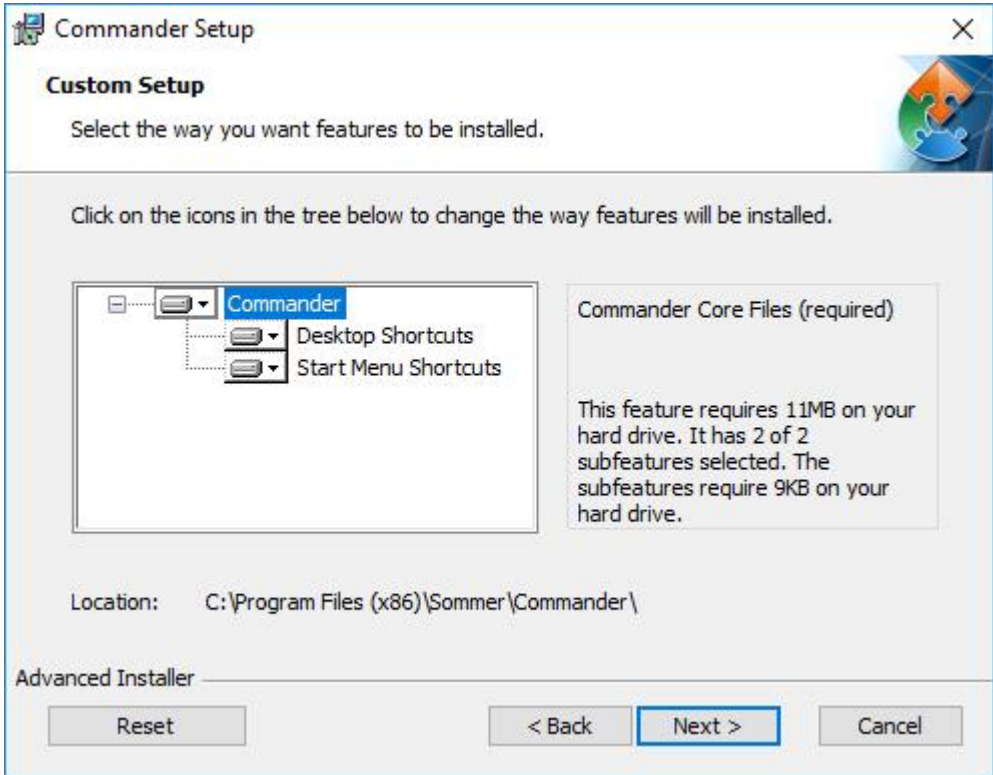 Commander Setup
Custom Setup
Select the way you want features to be installed.
Click on the icons in the tree below to change the way features will be installed.
Commander
Desktop Shortcuts
Start Menu Shortcuts
Commander Core Files (required)
This feature requires 11MB on your
hard drive. It has 2 of 2
subfeatures selected. The
subfeatures require 9KB on your
hard drive.
Location: C:\Program Files (x86)\Sommer\Commander\
Advanced Installer
Reset < Back Next > Cancel